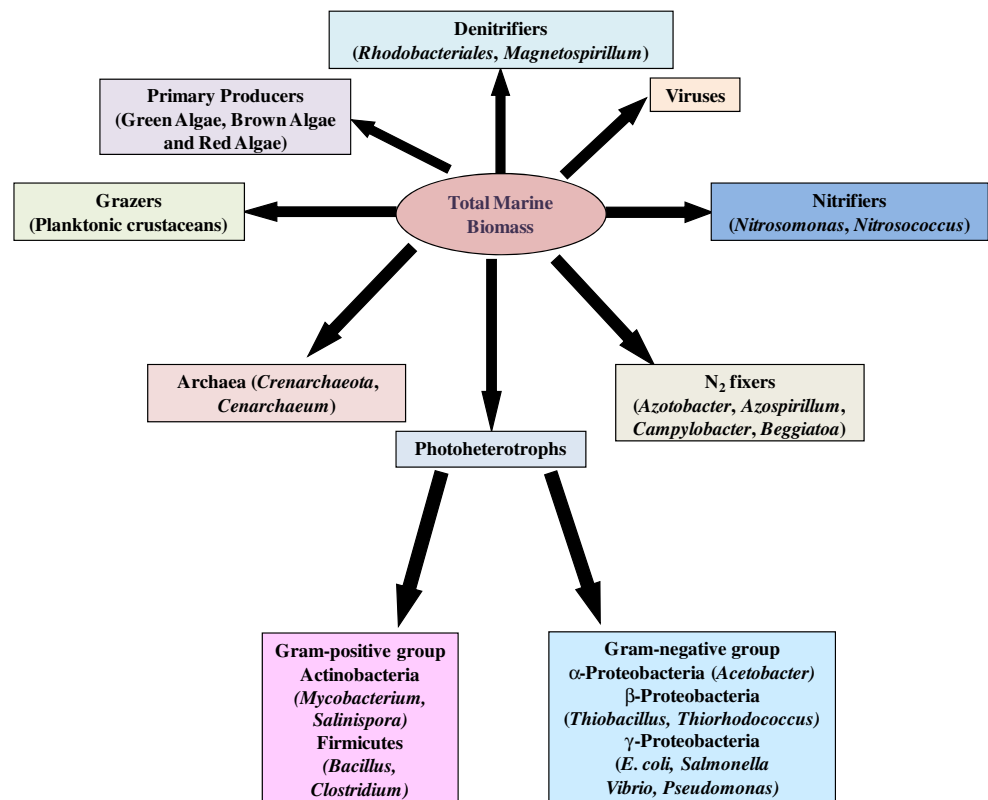 Denitrifiers
(Rhodobacteriales, Magnetospirillum)
Viruses
Primary Producers
(Green Algae, Brown Algae
and Red Algae)
Grazers
(Planktonic crustaceans)
Total Marine
Biomass
Nitrifiers
(Nitrosomonas, Nitrosococcus)
Archaea (Crenarchaeota,
Cenarchaeum)
N₂ fixers
(Azotobacter, Azospirillum,
Campylobacter, Beggiatoa)
Photoheterotrophs
Gram-positive group
Actinobacteria
(Mycobacterium,
Salinispora)
Firmicutes
(Bacillus,
Clostridium)
Gram-negative group
α-Proteobacteria (Acetobacter)
β-Proteobacteria
(Thiobacillus, Thiorhodococcus)
γ-Proteobacteria
(E. coli, Salmonella
Vibrio, Pseudomonas)